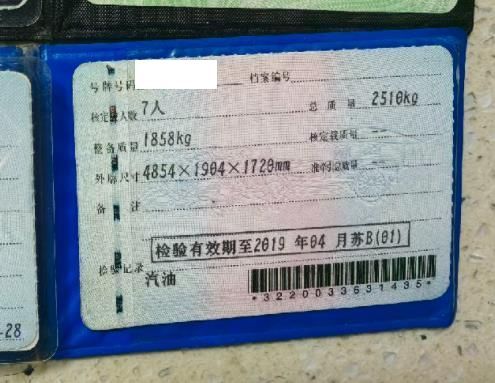 号牌号码 档案编号
核定载人数 7人 总质量 2510kg
整备质量 1858kg 核定载质量 --
外廓尺寸 4854×1904×1720 准牵引总质量 --
备注
检验有效期至2019年04月苏B(01)
检验记录
汽油
*3220033631435*
-28